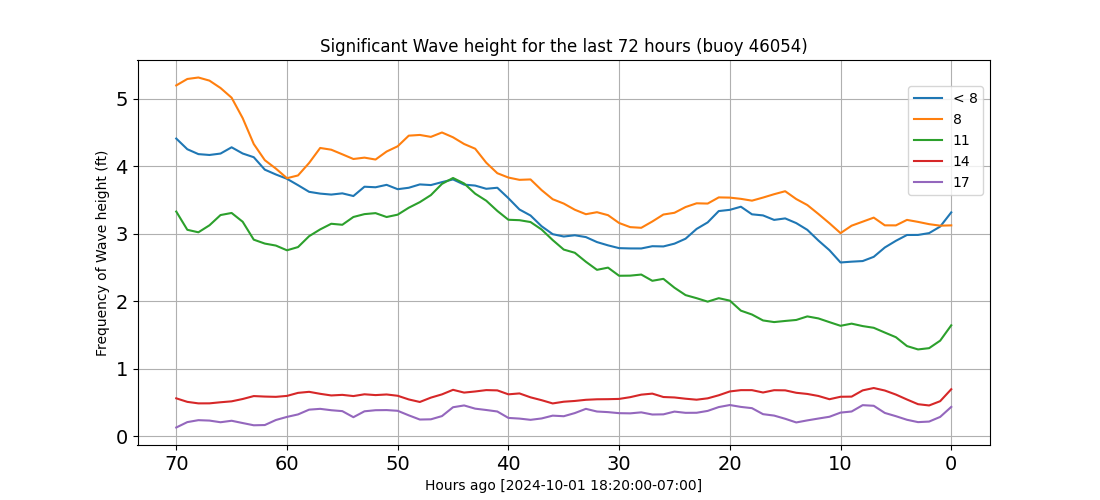 Significant Wave height for the last 72 hours (buoy 46054)
Frequency of Wave height (ft)
5
4
3
2
1
0
< 8
8
11
14
17
70 60 50 40 30 20 10 0
Hours ago [2024-10-01 18:20:00-07:00]